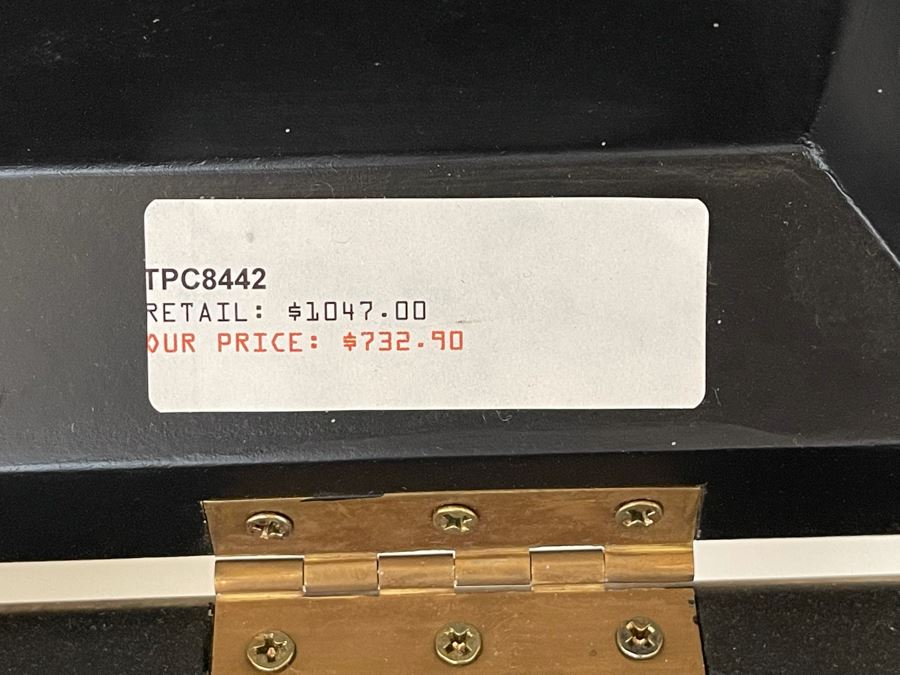 TPC8442
RETAIL: $1047.00
OUR PRICE: $732.90